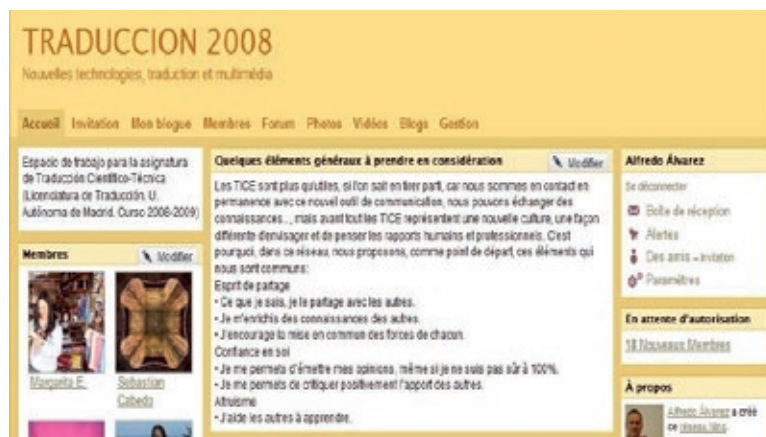 TRADUCCION 2008
Nouvelles technologies, traduction et multimédia
Accueil Invitation Mon blogue Membres Forum Photos Vidéos Blogs Gestion
Espacio de trabajo para la asignatura
de Traducción Científico-Técnica
(Licenciatura de Traducción. U.
Autónoma de Madrid. Curso 2008-2009)
Membres
Modifier
Margarita E.
Sebastian
Cabedo
Quelques éléments généraux à prendre en considération
Modifier
Les TICE sont plus qu'utiles, si l'on sait en tirer parti, car nous sommes en contact en
permanence avec ce nouvel outil de communication, nous pouvons échanger des
connaissances..., mais avant tout les TICE représentent une nouvelle culture, une façon
différente d'envisager et de penser les rapports humains et professionnels. C'est
pourquoi, dans ce réseau, nous proposons, comme point de départ, ces éléments qui
nous sont communs:
Esprit de partage
• Ce que je sais, je le partage avec les autres.
• Je m'enrichis des connaissances des autres.
• J'encourage la mise en commun des forces de chacun.
Confiance en soi
• Je me permets d'émettre mes opinions, même si je ne suis pas sûr à 100%.
• Je me permets de critiquer positivement l'apport des autres.
Altruisme
• J'aide les autres à apprendre.
Alfredo Álvarez
Se déconnecter
Boîte de réception
Alertes
Des amis – Invitation
Paramètres
En attente d'autorisation
18 Nouveaux Membres
À propos
Alfredo Álvarez a créé
ce réseau Ning.